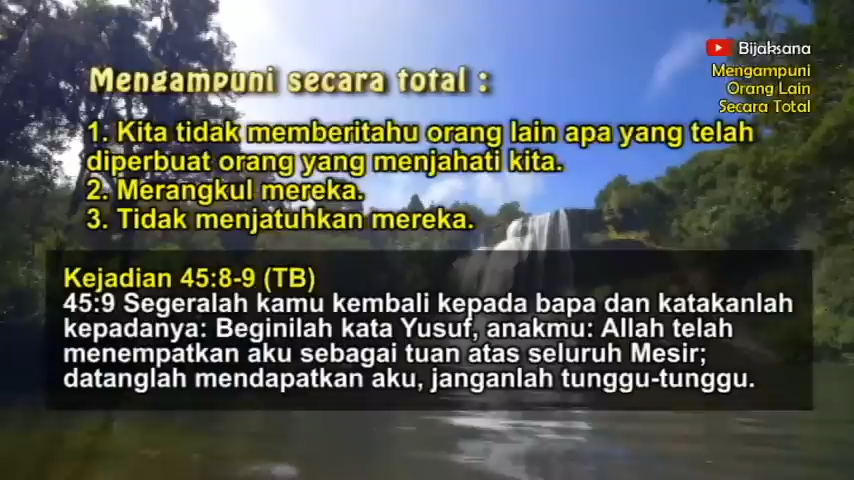 Bijaksana
Mengampuni
Orang Lain
Secara Total
Mengampuni secara total :
1. Kita tidak memberitahu orang lain apa yang telah
diperbuat orang yang menjahati kita.
2. Merangkul mereka.
3. Tidak menjatuhkan mereka.
Kejadian 45:8-9 (TB)
45:9 Segeralah kamu kembali kepada bapa dan katakanlah
kepadanya: Beginilah kata Yusuf, anakmu: Allah telah
menempatkan aku sebagai tuan atas seluruh Mesir;
datanglah mendapatkan aku, janganlah tunggu-tunggu.